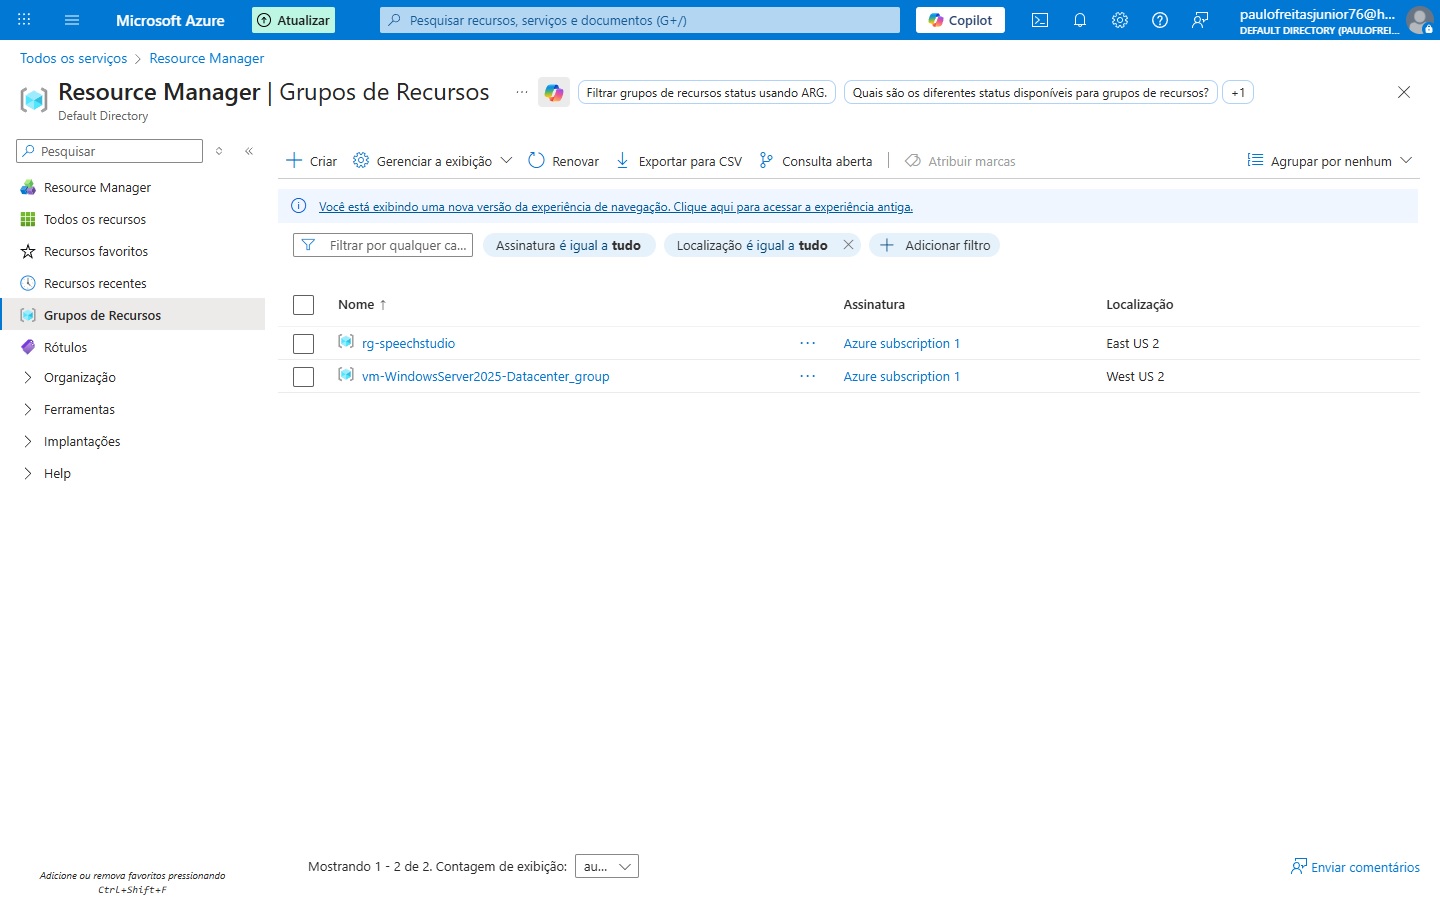 Microsoft Azure
Atualizar
Pesquisar recursos, serviços e documentos (G+/)
Copilot
paulofreitasjunior76@h...
DEFAULT DIRECTORY (PAULOFREI...
Todos os serviços > Resource Manager
Resource Manager | Grupos de Recursos
...
Filtrar grupos de recursos status usando ARG.
Quais são os diferentes status disponíveis para grupos de recursos?
+1
Default Directory
Pesquisar
Criar
Gerenciar a exibição
Renovar
Exportar para CSV
Consulta aberta
Atribuir marcas
Agrupar por nenhum
Resource Manager
Todos os recursos
Recursos favoritos
Recursos recentes
Grupos de Recursos
Rótulos
Organização
Ferramentas
Implantações
Help
Você está exibindo uma nova versão da experiência de navegação. Clique aqui para acessar a experiência antiga.
Filtrar por qualquer ca...
Assinatura é igual a tudo
Localização é igual a tudo
Adicionar filtro
Nome ↑ Assinatura Localização
rg-speechstudio ... Azure subscription 1 East US 2
vm-WindowsServer2025-Datacenter_group ... Azure subscription 1 West US 2
Mostrando 1 - 2 de 2. Contagem de exibição: au...
Enviar comentários
Adicione ou remova favoritos pressionando
Ctrl+Shift+F